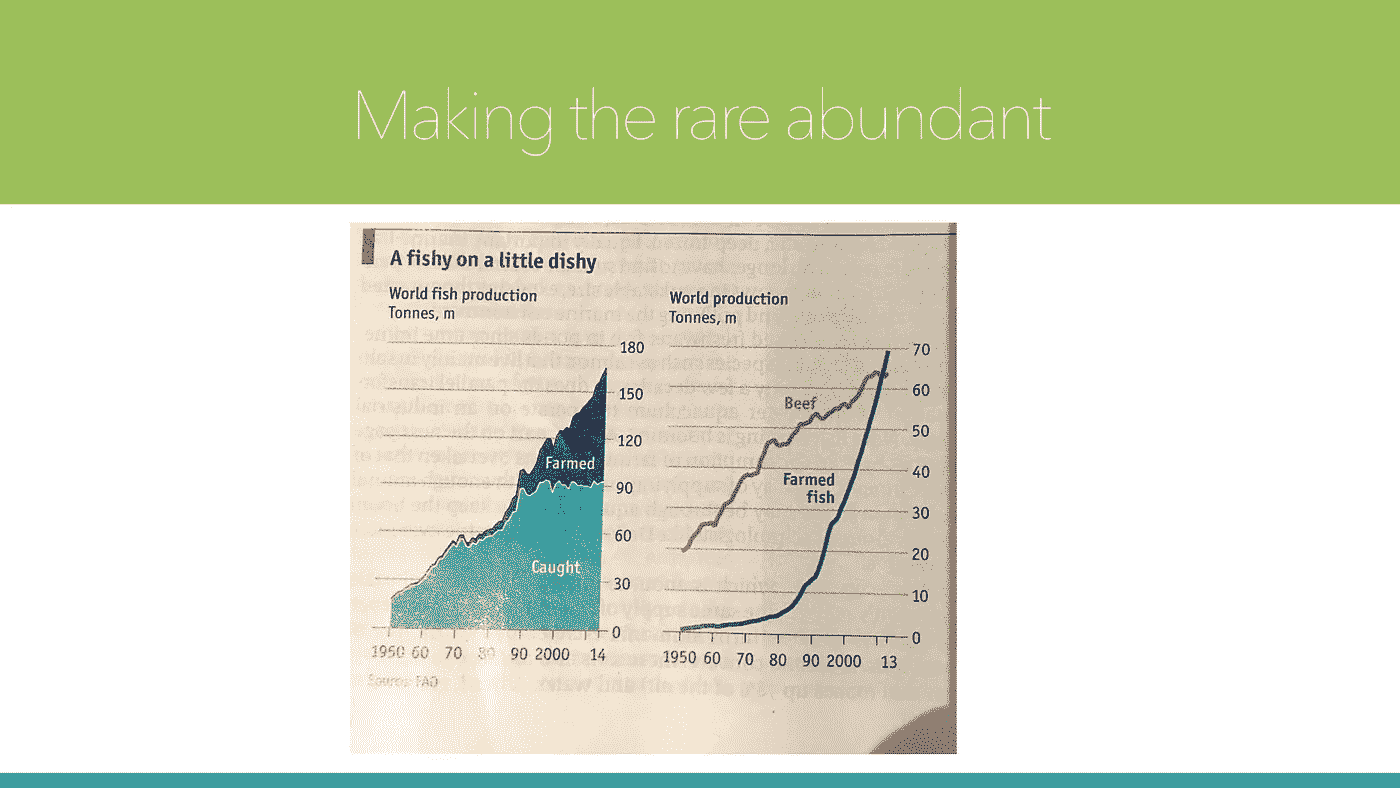 Making the rare abundant
A fishy on a little dishy
World fish production
Tonnes, m
180
150
120
90
60
30
0
Farmed
Caught
1950 60 70 80 90 2000 14
Source: FAO
World production
Tonnes, m
70
60
50
40
30
20
10
0
Beef
Farmed
fish
1950 60 70 80 90 2000 13